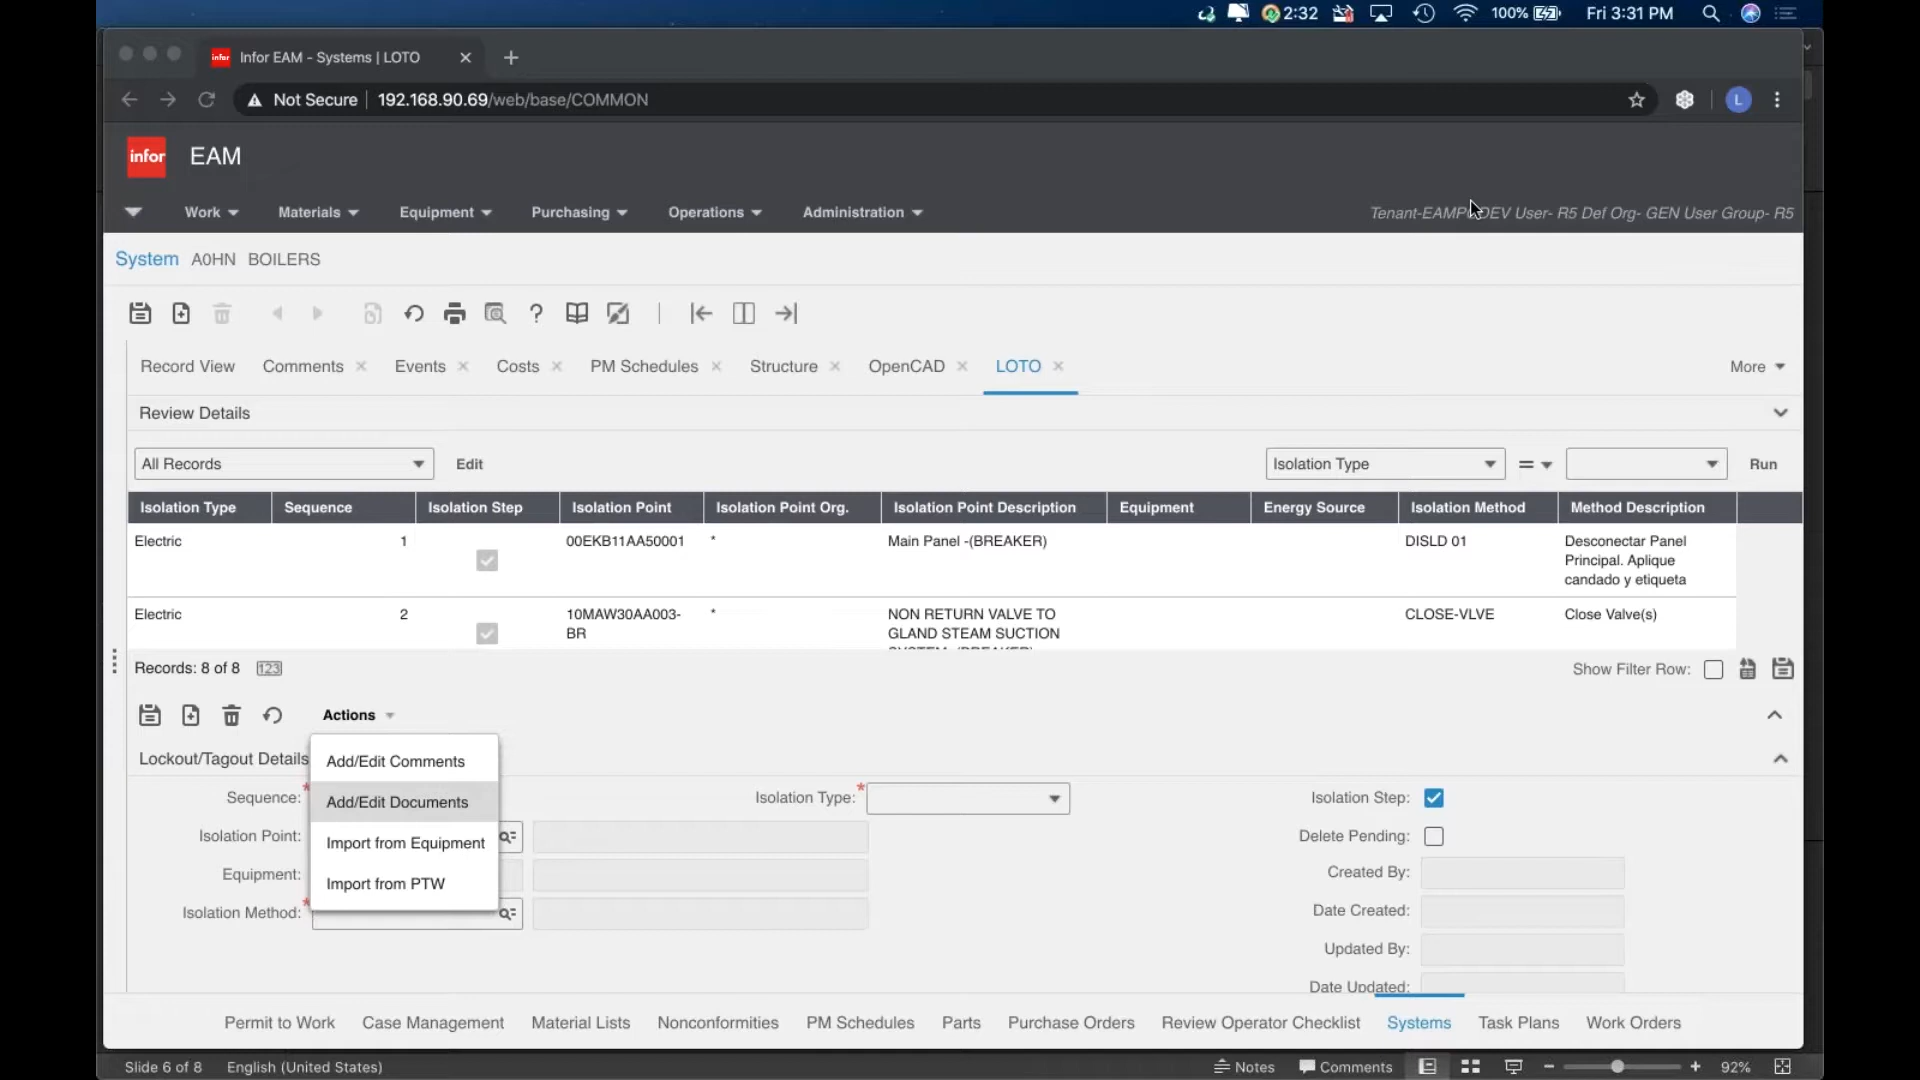 2:32 100% Fri 3:31 PM
infor Infor EAM - Systems | LOTO
Not Secure 192.168.90.69/web/base/COMMON L
infor EAM
Work Materials Equipment Purchasing Operations Administration
User- R5 Def Org- GEN User Group- R5
System A0HN BOILERS
Record View Comments Events Costs PM Schedules Structure OpenCAD LOTO More
Review Details
All Records Edit Isolation Type = Run
Isolation Type Sequence Isolation Step Isolation Point Isolation Point Org. Isolation Point Description Equipment Energy Source Isolation Method Method Description
Electric 1 00EKB11AA50001 * Main Panel -(BREAKER) DISLD 01 Desconectar Panel
Principal. Aplique
candado y etiqueta
Electric 2 10MAW30AA003- * NON RETURN VALVE TO CLOSE-VLVE Close Valve(s)
BR GLAND STEAM SUCTION
Records: 8 of 8 123 Show Filter Row:
Actions
Lockout/Tagout Details
Add/Edit Comments
Add/Edit Documents
Import from Equipment
Import from PTW
Sequence:* Isolation Type:* Isolation Step:
Isolation Point: Delete Pending:
Equipment: Created By:
Isolation Method:* Date Created:
Updated By:
Date Updated:
Permit to Work Case Management Material Lists Nonconformities PM Schedules Parts Purchase Orders Review Operator Checklist Systems Task Plans Work Orders
Slide 6 of 8 English (United States) Notes Comments 92%